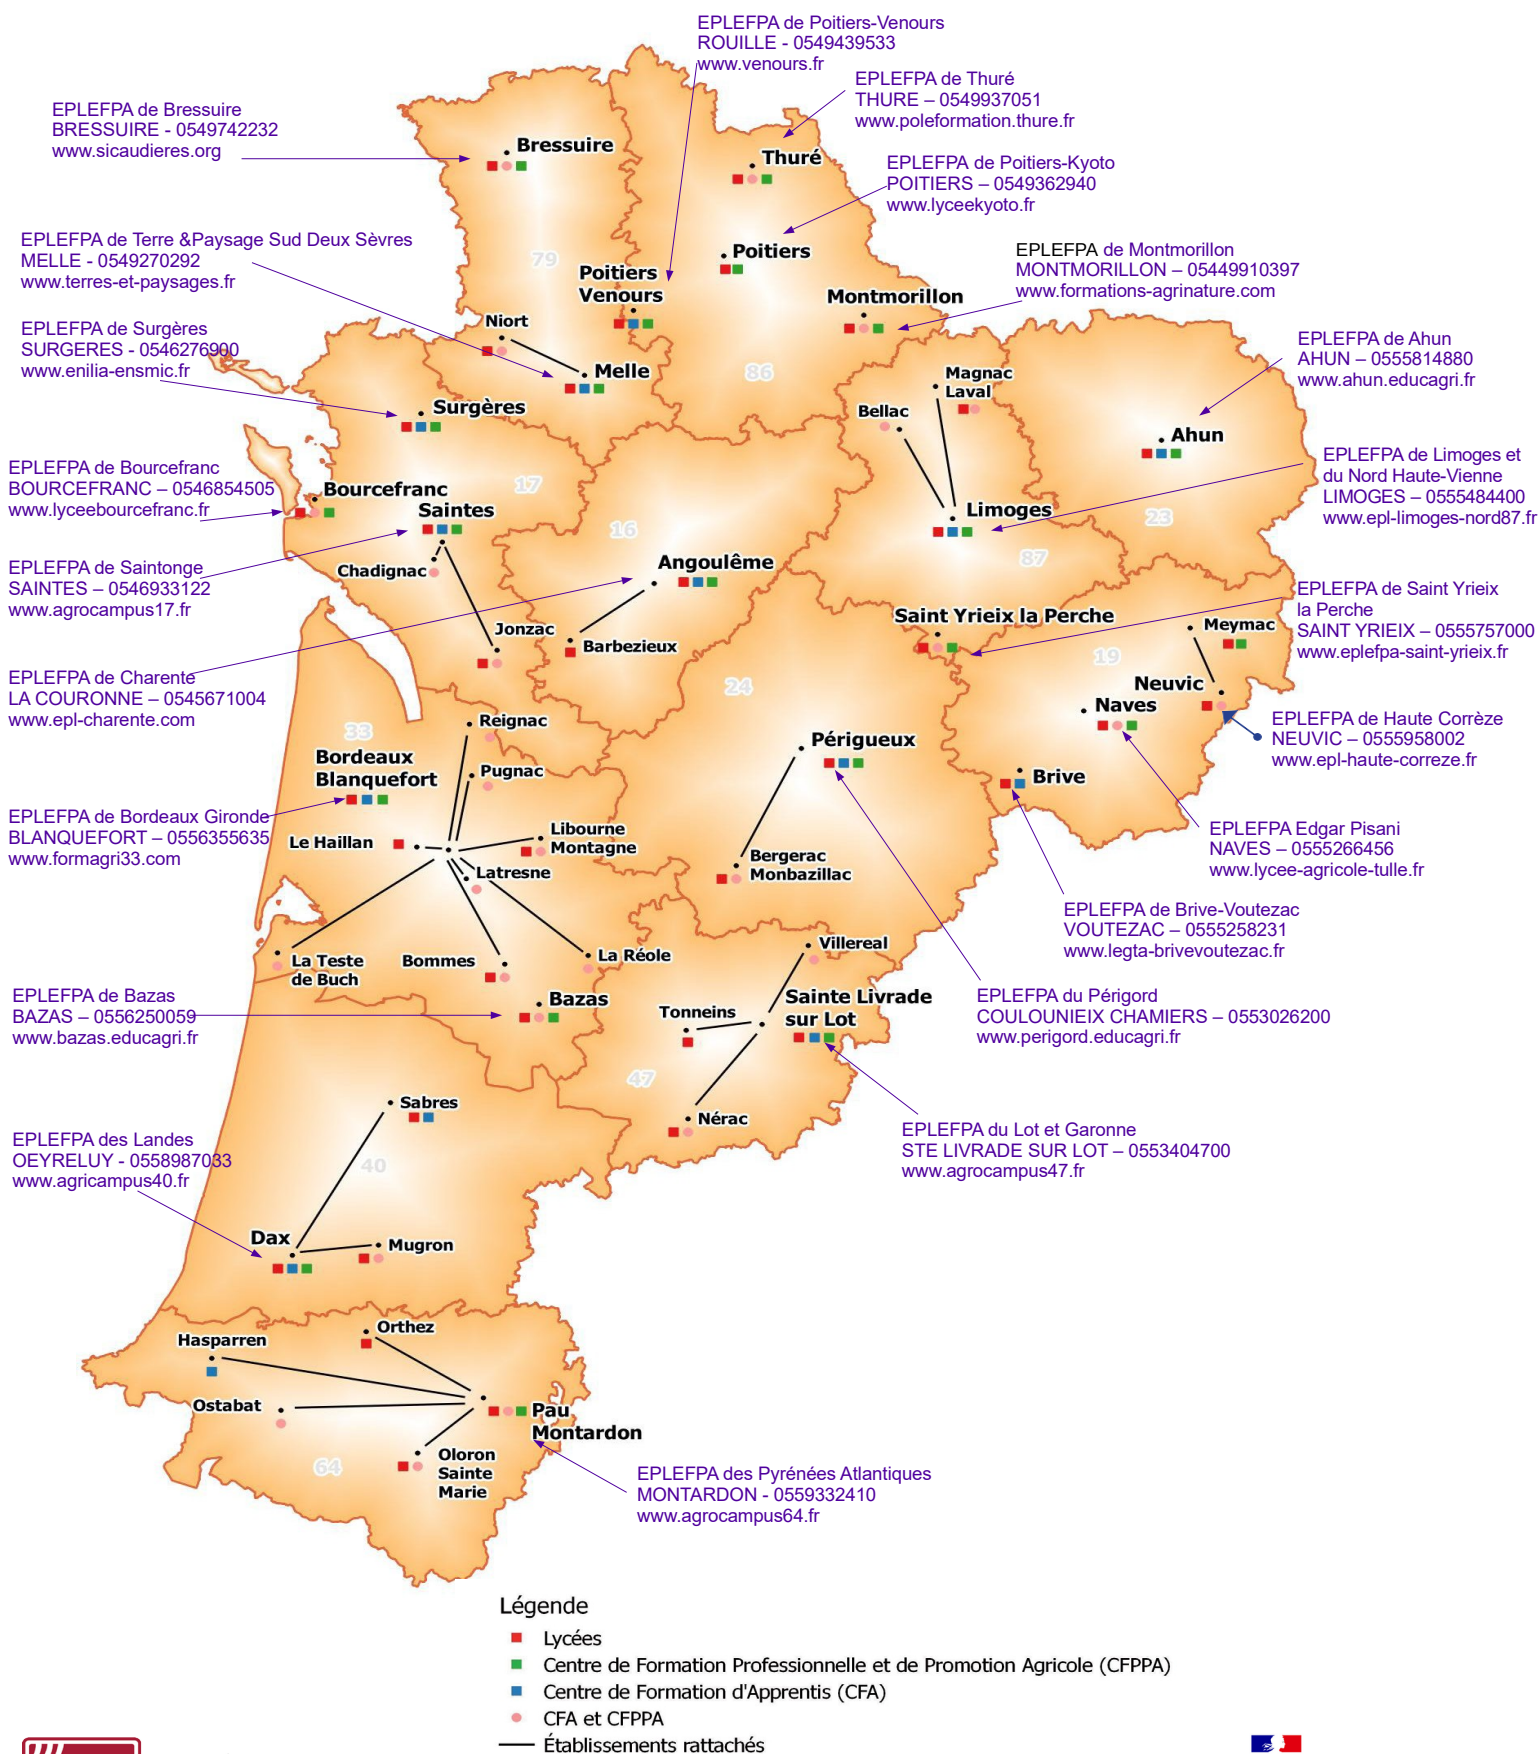 EPLEFPA de Poitiers-Venours
ROUILLE - 0549439533
www.venours.fr
EPLEFPA de Thuré
THURE – 0549937051
www.poleformation.thure.fr
EPLEFPA de Bressuire
BRESSUIRE - 0549742232
www.sicaudieres.org
Bressuire
Thuré
EPLEFPA de Poitiers-Kyoto
POITIERS – 0549362940
www.lyceekyoto.fr
EPLEFPA de Terre &Paysage Sud Deux Sèvres
MELLE - 0549270292
www.terres-et-paysages.fr
79
Poitiers
Poitiers
Venours
EPLEFPA de Montmorillon
MONTMORILLON – 05449910397
www.formations-agrinature.com
Montmorillon
EPLEFPA de Surgères
SURGERES - 0546276900
www.enilia-ensmic.fr
Niort
Melle
86
EPLEFPA de Ahun
AHUN – 0555814880
www.ahun.educagri.fr
Magnac
Laval
Bellac
Surgères
Ahun
EPLEFPA de Bourcefranc
BOURCEFRANC – 0546854505
www.lyceebourcefranc.fr
Bourcefranc
17
Saintes
EPLEFPA de Limoges et
du Nord Haute-Vienne
LIMOGES – 0555484400
www.epl-limoges-nord87.fr
Limoges
23
16
87
EPLEFPA de Saintonge
SAINTES – 0546933122
www.agrocampus17.fr
Chadignac
Angoulême
EPLEFPA de Saint Yrieix
la Perche
SAINT YRIEIX – 0555757000
www.eplefpa-saint-yrieix.fr
Saint Yrieix la Perche
Meymac
Jonzac
Barbezieux
19
EPLEFPA de Charente
LA COURONNE – 0545671004
www.epl-charente.com
24
Neuvic
Naves
EPLEFPA de Haute Corrèze
NEUVIC – 0555958002
www.epl-haute-correze.fr
Reignac
33
Bordeaux
Blanquefort
Pugnac
Périgueux
Brive
EPLEFPA de Bordeaux Gironde
BLANQUEFORT – 0556355635
www.formagri33.com
Le Haillan
Libourne
Montagne
Latresne
EPLEFPA Edgar Pisani
NAVES – 0555266456
www.lycee-agricole-tulle.fr
Bergerac
Monbazillac
EPLEFPA de Brive-Voutezac
VOUTEZAC – 0555258231
www.legta-brivevoutezac.fr
La Teste
de Buch
Bommes
La Réole
Villereal
EPLEFPA de Bazas
BAZAS – 0556250059
www.bazas.educagri.fr
Bazas
Tonneins
Sainte Livrade
sur Lot
EPLEFPA du Périgord
COULOUNIEIX CHAMIERS – 0553026200
www.perigord.educagri.fr
47
Sabres
Nérac
EPLEFPA du Lot et Garonne
STE LIVRADE SUR LOT – 0553404700
www.agrocampus47.fr
EPLEFPA des Landes
OEYRELUY - 0558987033
www.agricampus40.fr
40
Dax
Mugron
Hasparren
Orthez
Ostabat
Pau
Montardon
64
Oloron
Sainte
Marie
EPLEFPA des Pyrénées Atlantiques
MONTARDON - 0559332410
www.agrocampus64.fr
Légende
Lycées
Centre de Formation Professionnelle et de Promotion Agricole (CFPPA)
Centre de Formation d'Apprentis (CFA)
CFA et CFPPA
Établissements rattachés